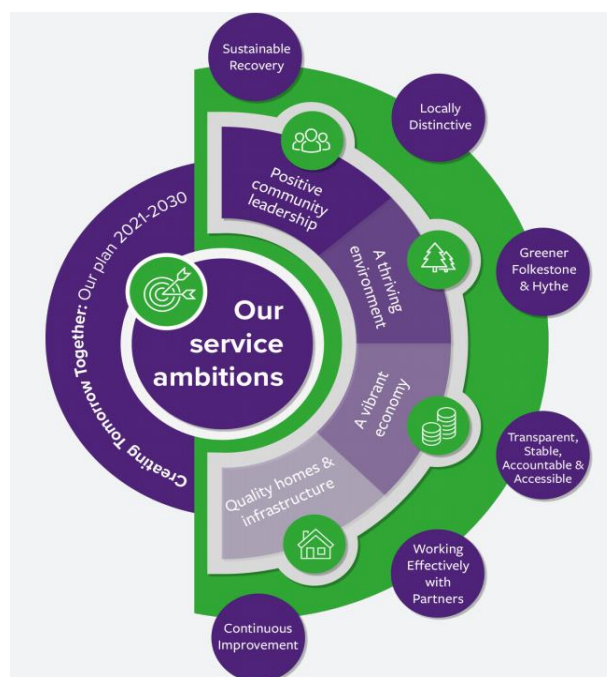 Sustainable
Recovery
Locally
Distinctive
Positive
community
leadership
Creating Tomorrow Together: Our plan 2021-2030
A thriving
environment
Greener
Folkestone
& Hythe
Our
service
ambitions
A vibrant
economy
Transparent,
Stable,
Accountable &
Accessible
Quality homes &
infrastructure
Working
Effectively
with
Partners
Continuous
Improvement